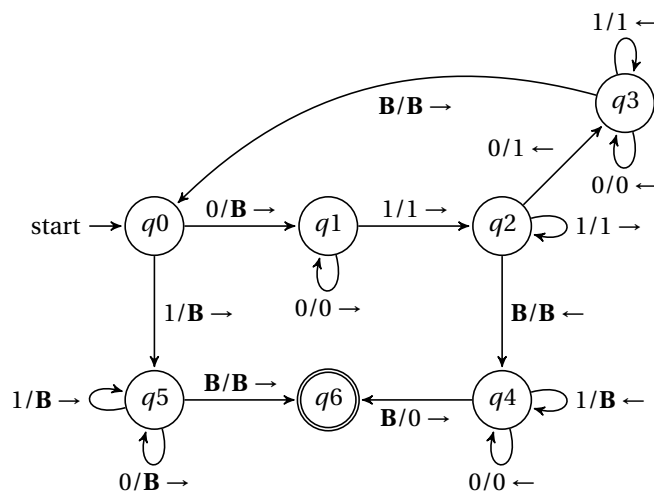 1/1 ←
q3
B/B →
0/1 ←
0/0 ←
start
q0
0/B →
q1
1/1 →
q2
1/1 →
0/0 →
1/B →
B/B ←
1/B →
q5
B/B →
q6
B/0 →
q4
1/B ←
0/B →
0/0 ←